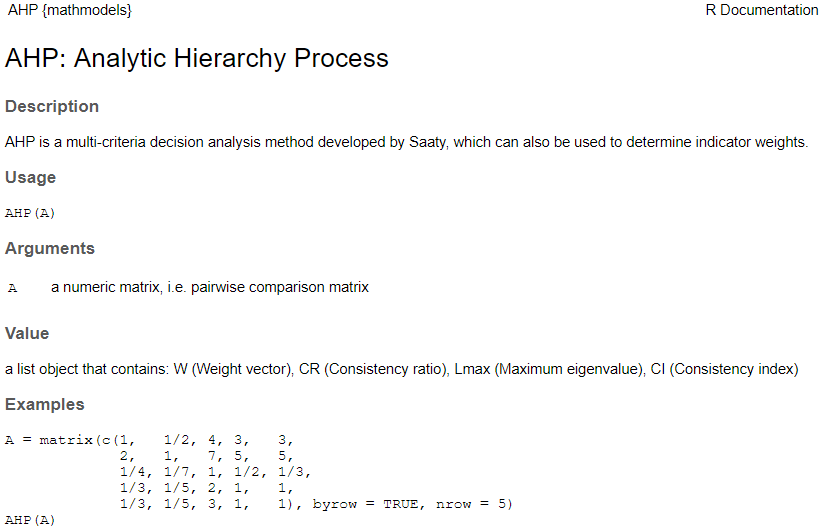 AHP {mathmodels} R Documentation
AHP: Analytic Hierarchy Process
Description
AHP is a multi-criteria decision analysis method developed by Saaty, which can also be used to determine indicator weights.
Usage
AHP(A)
Arguments
A a numeric matrix, i.e. pairwise comparison matrix
Value
a list object that contains: W (Weight vector), CR (Consistency ratio), Lmax (Maximum eigenvalue), CI (Consistency index)
Examples
A = matrix(c(1,   1/2, 4, 3,   3,
             2,   1,   7, 5,   5,
             1/4, 1/7, 1, 1/2, 1/3,
             1/3, 1/5, 2, 1,   1,
             1/3, 1/5, 3, 1,   1), byrow = TRUE, nrow = 5)
AHP(A)